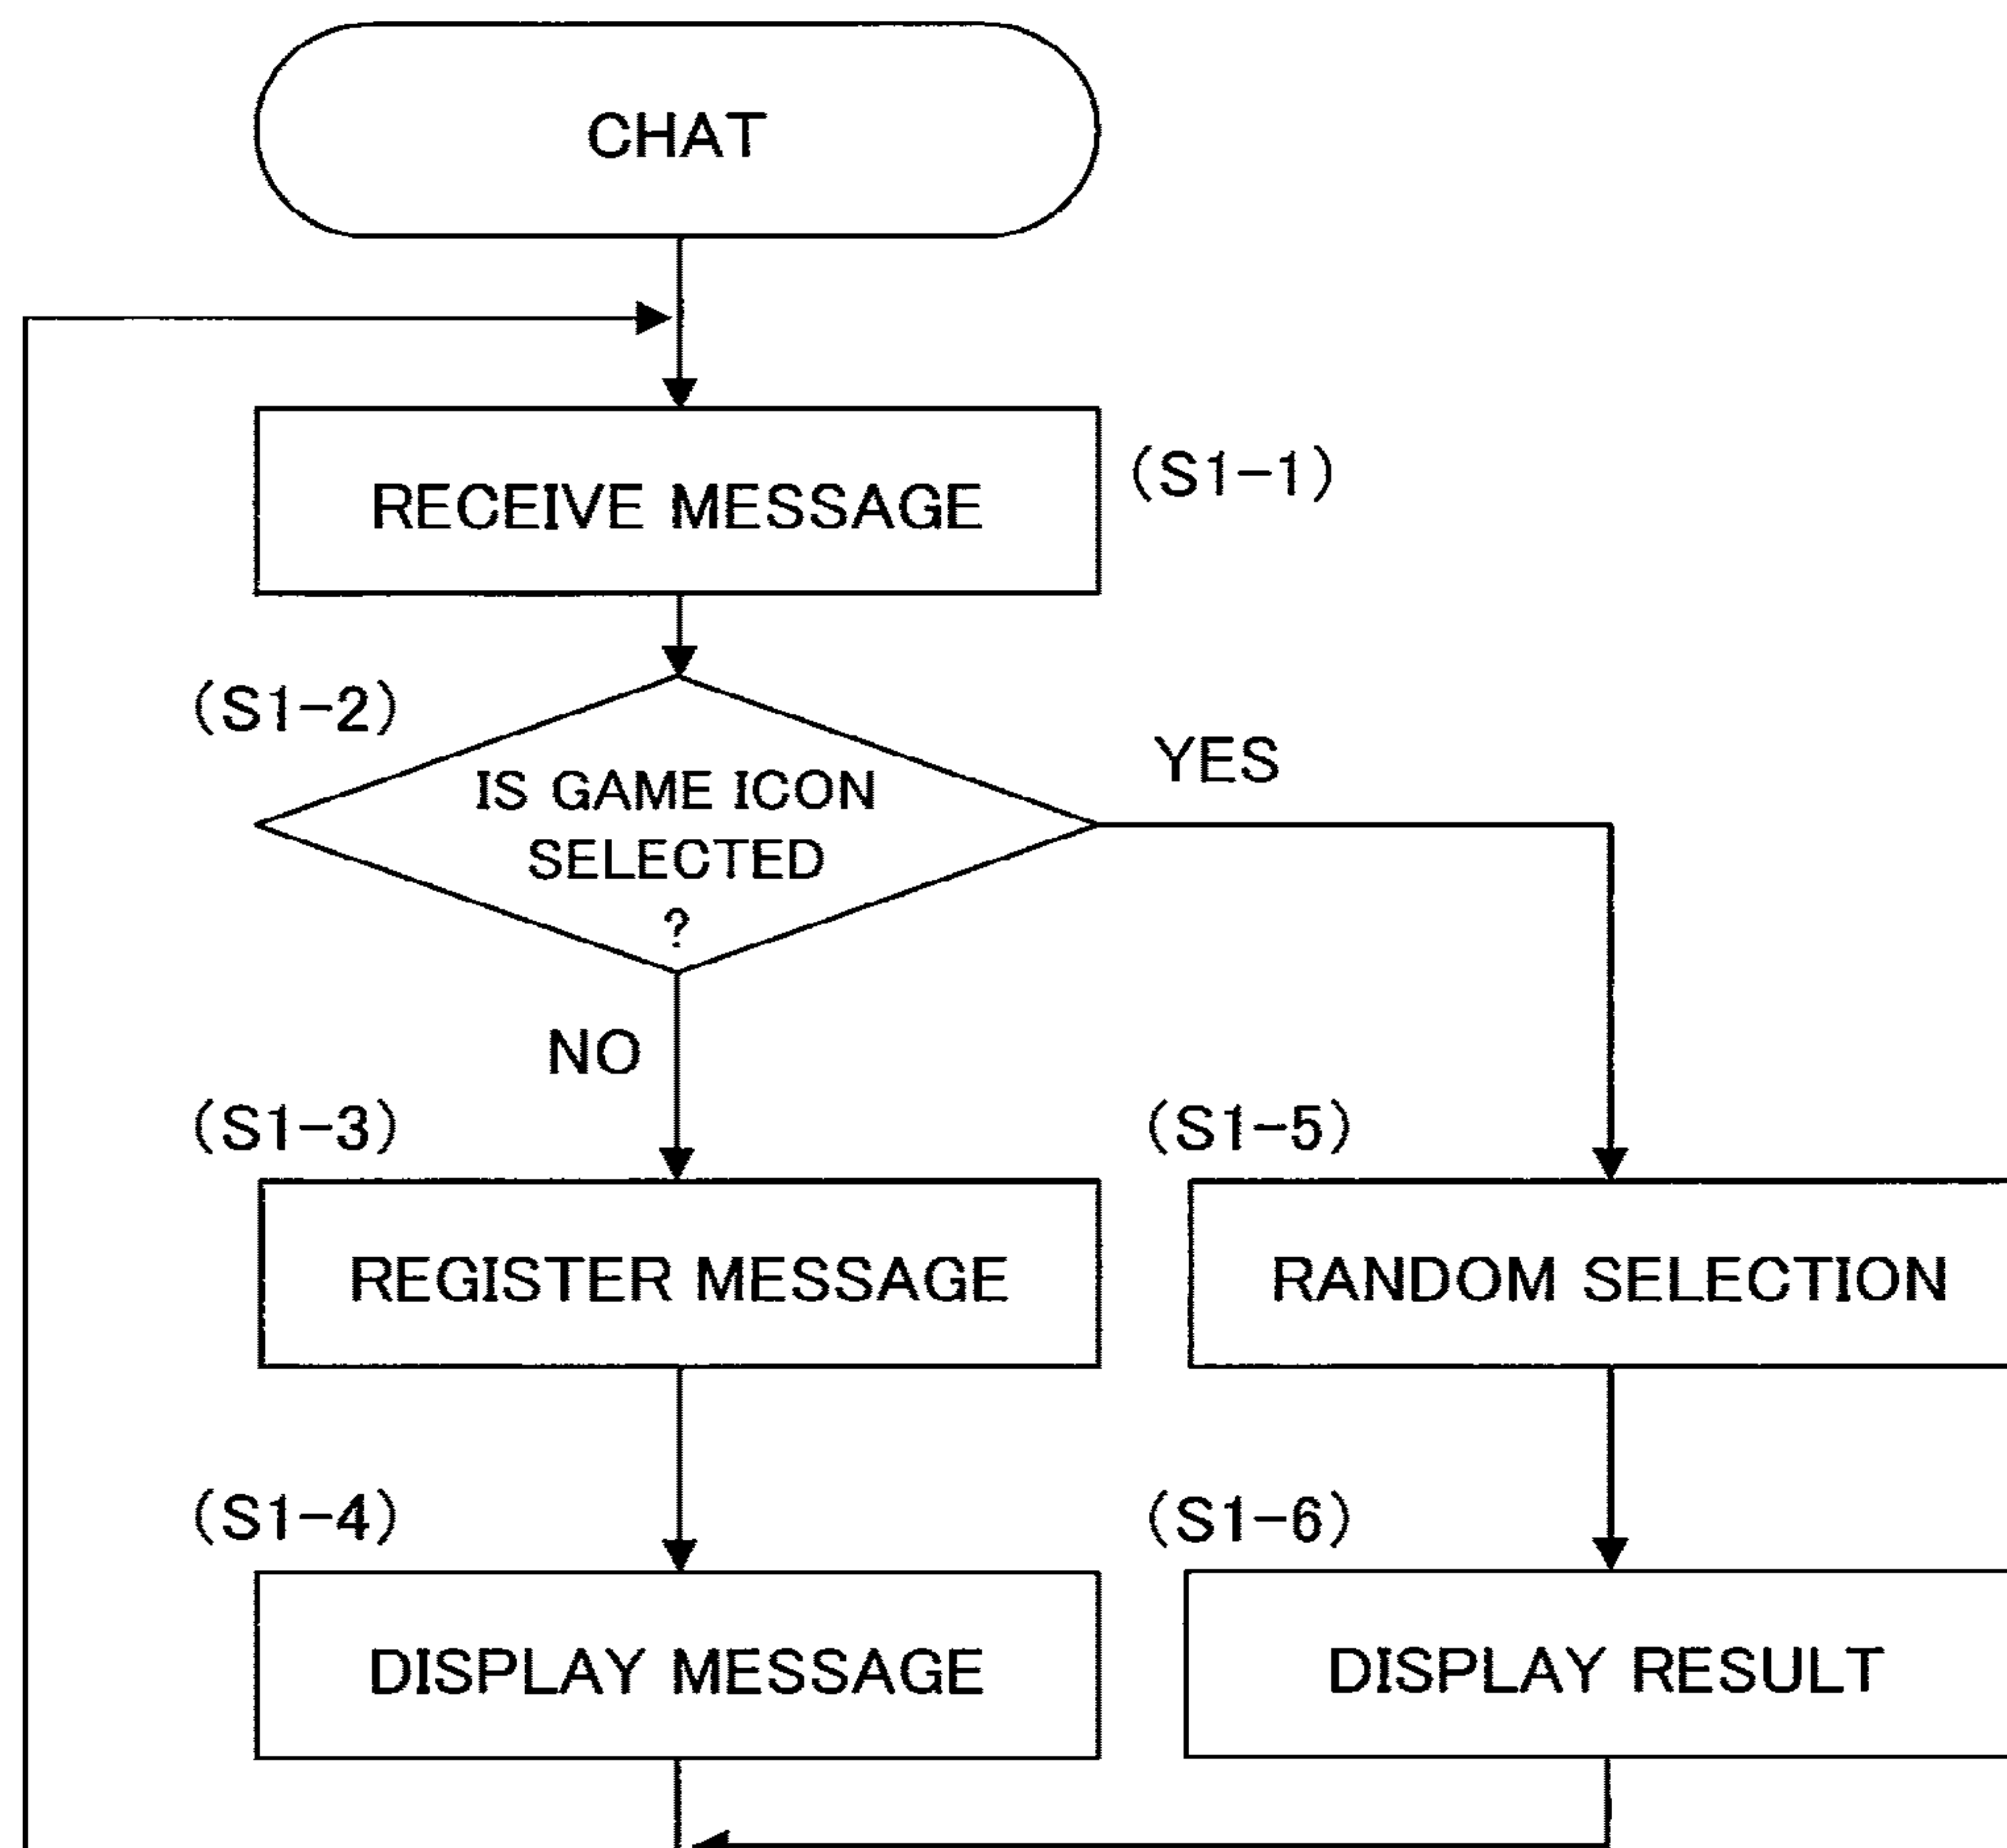 CHAT
RECEIVE MESSAGE
(S1-1)
(S1-2)
IS GAME ICON
SELECTED
?
YES
NO
(S1-3)
REGISTER MESSAGE
(S1-5)
RANDOM SELECTION
(S1-4)
DISPLAY MESSAGE
(S1-6)
DISPLAY RESULT